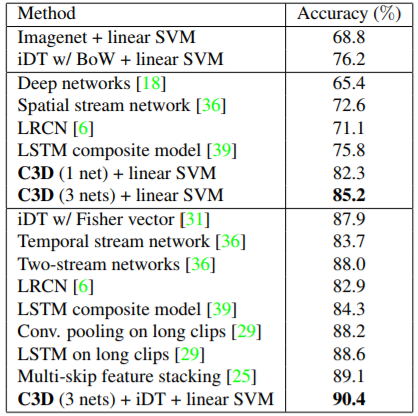 Method Accuracy (%)
Imagenet + linear SVM 68.8
iDT w/ BoW + linear SVM 76.2
Deep networks [18] 65.4
Spatial stream network [36] 72.6
LRCN [6] 71.1
LSTM composite model [39] 75.8
C3D (1 net) + linear SVM 82.3
C3D (3 nets) + linear SVM 85.2
iDT w/ Fisher vector [31] 87.9
Temporal stream network [36] 83.7
Two-stream networks [36] 88.0
LRCN [6] 82.9
LSTM composite model [39] 84.3
Conv. pooling on long clips [29] 88.2
LSTM on long clips [29] 88.6
Multi-skip feature stacking [25] 89.1
C3D (3 nets) + iDT + linear SVM 90.4